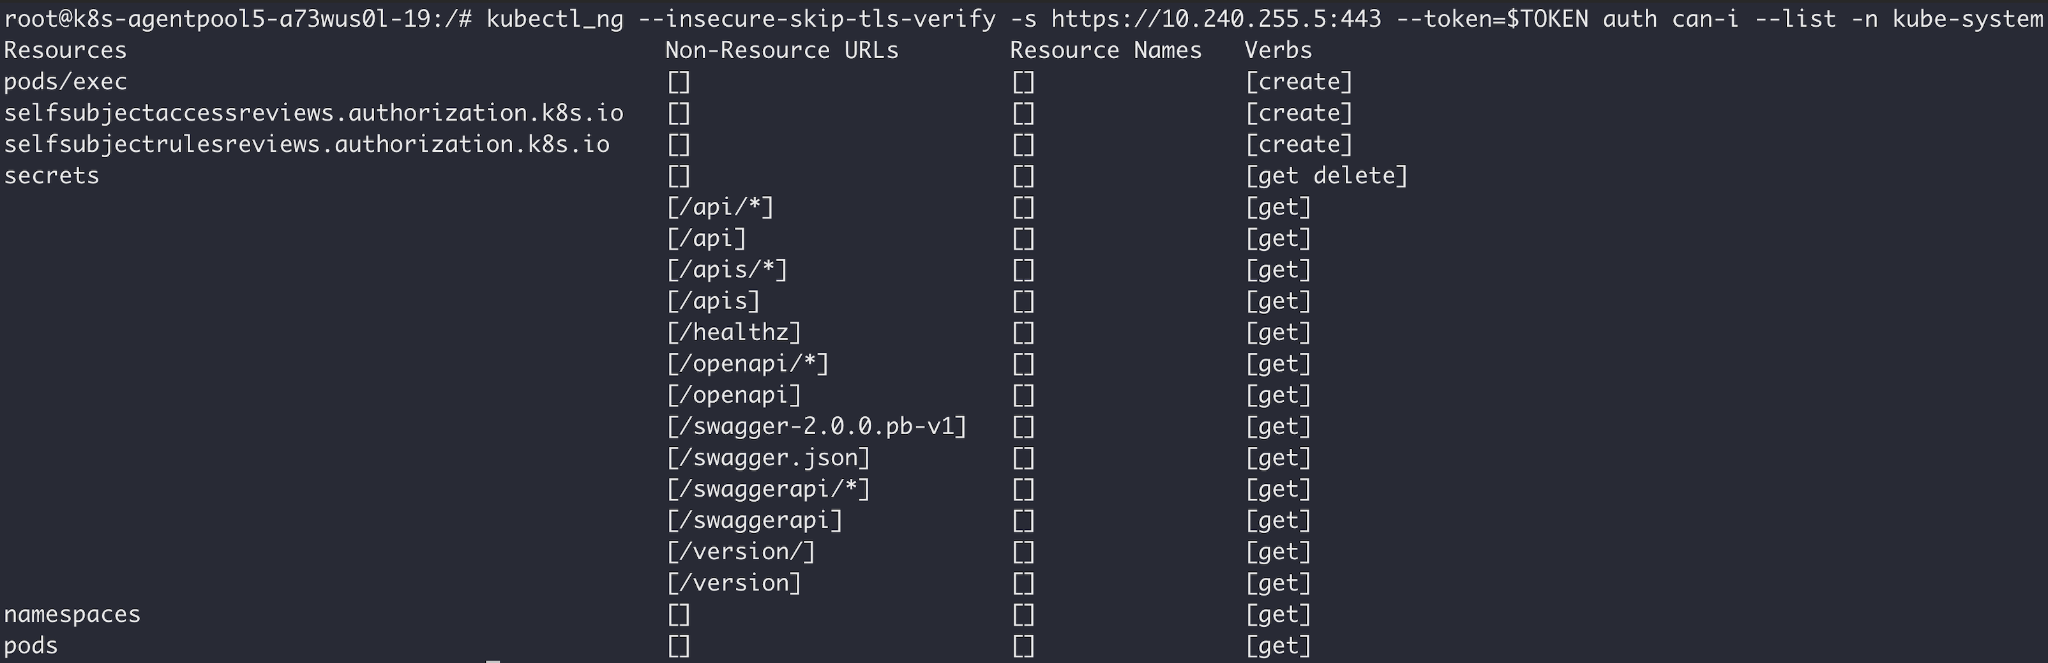 root@k8s-agentpool5-a73wus0l-19:/# kubectl_ng --insecure-skip-tls-verify -s https://10.240.255.5:443 --token=$TOKEN auth can-i --list -n kube-system
Resources Non-Resource URLs Resource Names Verbs
pods/exec [] [] [create]
selfsubjectaccessreviews.authorization.k8s.io [] [] [create]
selfsubjectrulesreviews.authorization.k8s.io [] [] [create]
secrets [] [] [get delete]
[/api/*] [] [get]
[/api] [] [get]
[/apis/*] [] [get]
[/apis] [] [get]
[/healthz] [] [get]
[/openapi/*] [] [get]
[/openapi] [] [get]
[/swagger-2.0.0.pb-v1] [] [get]
[/swagger.json] [] [get]
[/swaggerapi/*] [] [get]
[/swaggerapi] [] [get]
[/version/] [] [get]
[/version] [] [get]
namespaces [] [] [get]
pods [] [] [get]